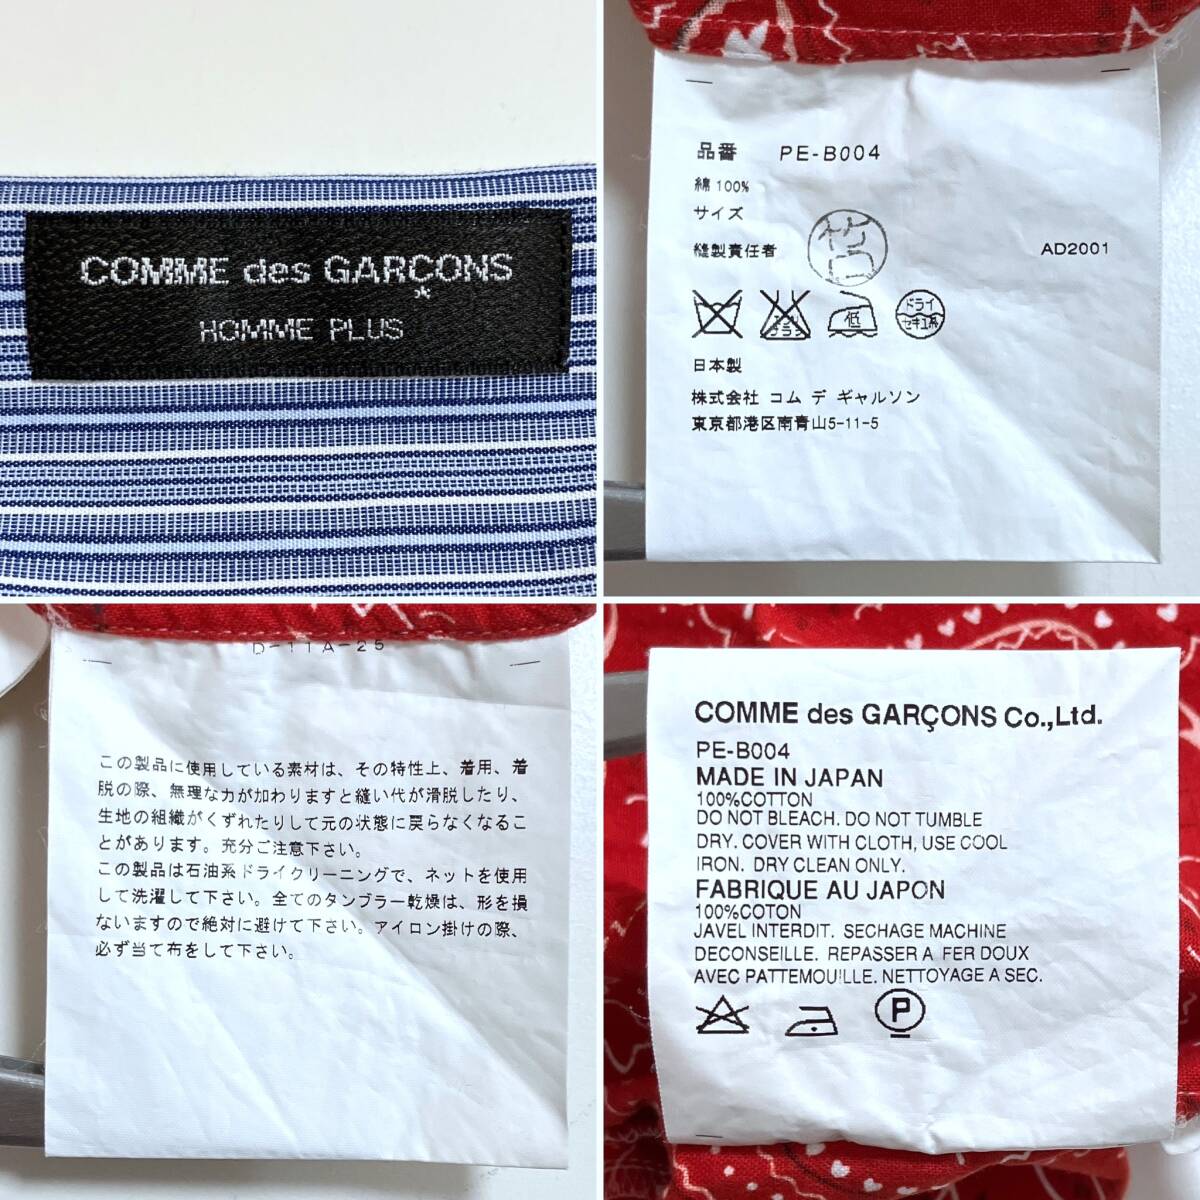 COMME des GARÇONS
HOMME PLUS
品番 PE-B004
綿 100%
サイズ
縫製責任者
AD2001
ドライ
セキユ系
低
日本製
株式会社 コム デ ギャルソン
東京都港区南青山5-11-5
D-11A-25
この製品に使用している素材は、その特性上、着用、着
脱の際、無理な力が加わりますと縫い代が滑脱したり、
生地の組織がくずれたりして元の状態に戻らなくなるこ
とがあります。充分ご注意下さい。
この製品は石油系ドライクリーニングで、ネットを使用
して洗濯して下さい。全てのタンブラー乾燥は、形を損
ないますので絶対に避けて下さい。アイロン掛けの際、
必ず当て布をして下さい。
COMME des GARÇONS Co.,Ltd.
PE-B004
MADE IN JAPAN
100%COTTON
DO NOT BLEACH. DO NOT TUMBLE
DRY. COVER WITH CLOTH, USE COOL
IRON. DRY CLEAN ONLY.
FABRIQUE AU JAPON
100%COTON
JAVEL INTERDIT. SECHAGE MACHINE
DECONSEILLE. REPASSER A FER DOUX
AVEC PATTEMOUILLE. NETTOYAGE A SEC.
P